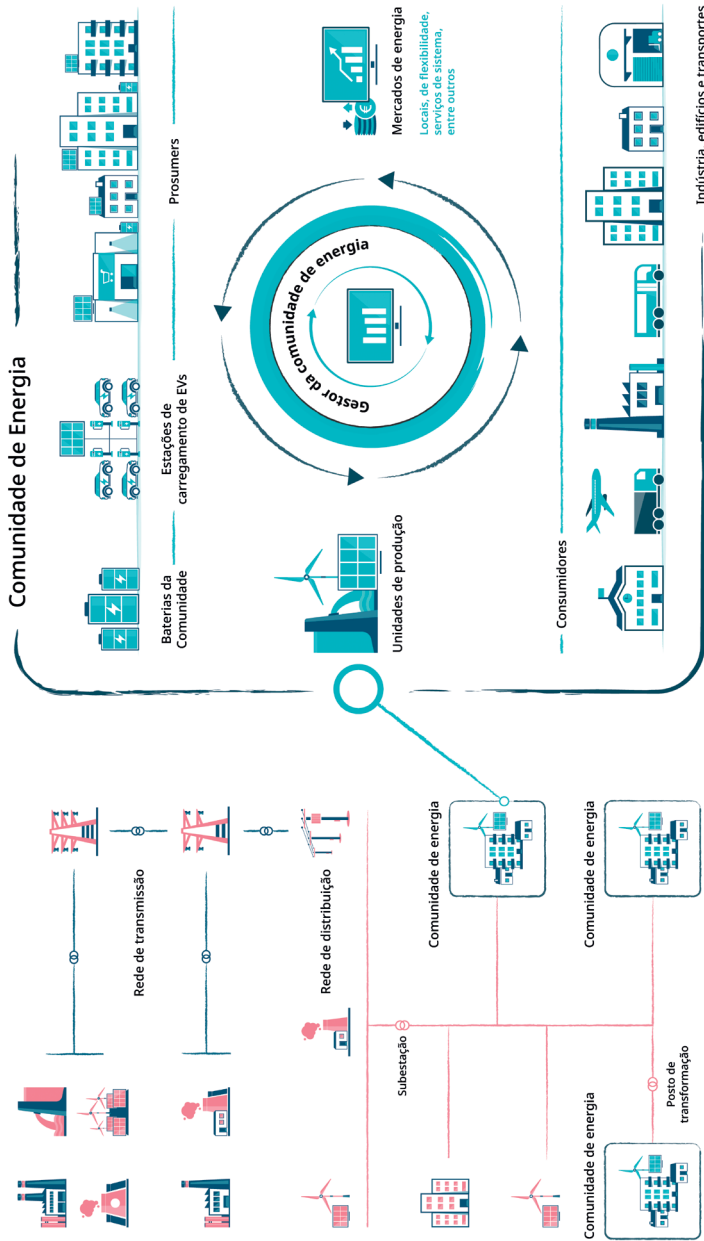 Comunidade de Energia
Rede de transmissão
Baterias da
Comunidade
Estações de
carregamento de EVs
Prosumers
Rede de distribuição
Gestor da comunidade de energia
Unidades de produção
Mercados de energia
Locais, de flexibilidade,
serviços de sistema,
entre outros
Subestação
Comunidade de energia
Consumidores
Comunidade de energia
Posto de
transformação
Comunidade de energia
Indústria, edifícios e transportes